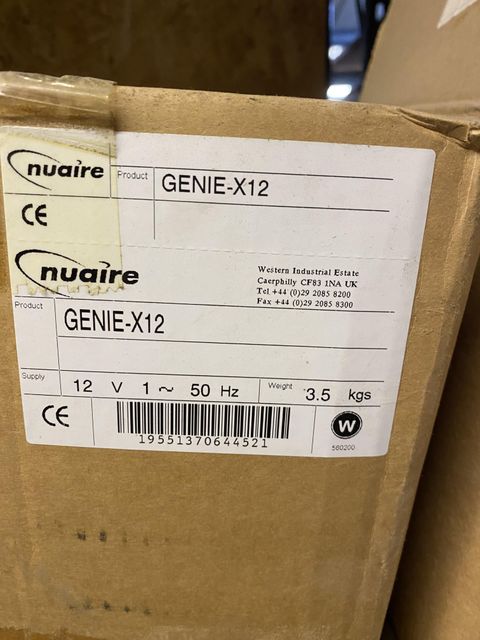 nuaire
Product
GENIE-X12
CE
nuaire
Western Industrial Estate
Caerphilly CF83 1NA UK
Tel +44 (0)29 2085 8200
Fax +44 (0)29 2085 8300
Product
GENIE-X12
Supply
12 V 1 ~ 50 Hz
Weight
3.5 kgs
CE
19551370644521
W
560200